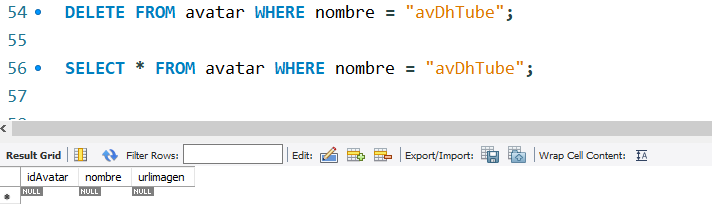 54 DELETE FROM avatar WHERE nombre = "avDhTube";
55
56 SELECT * FROM avatar WHERE nombre = "avDhTube";
57
Result Grid Filter Rows: Edit: Export/Import: Wrap Cell Content: IA
idAvatar nombre urlimagen
NULL NULL NULL